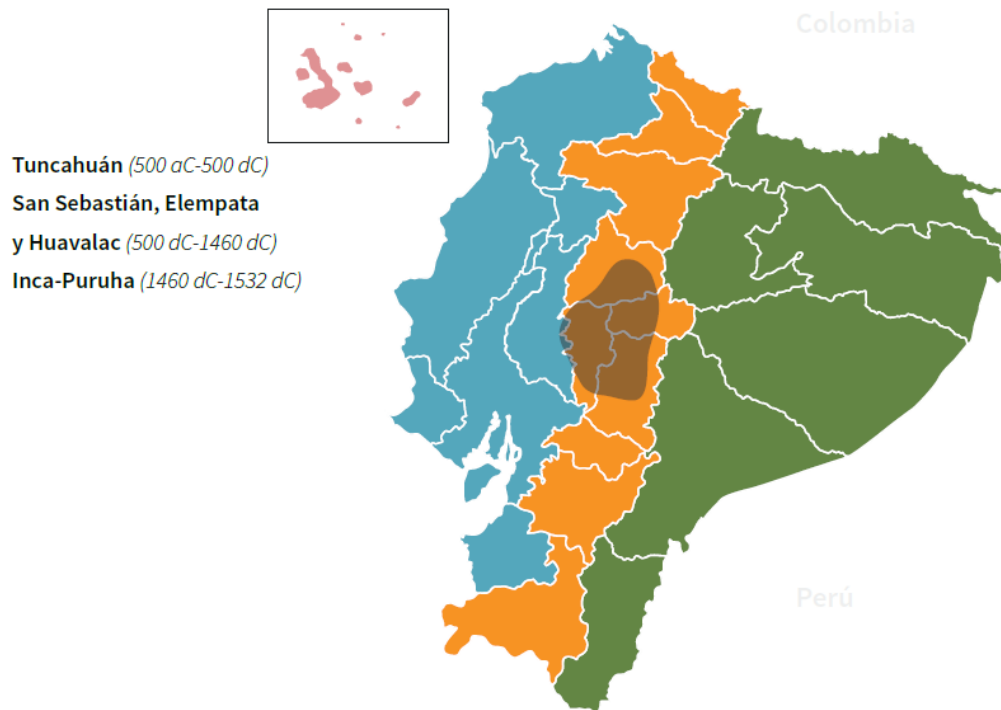 Colombia
Tuncahuán (500 aC-500 dC)
San Sebastián, Elempata
y Huavalac (500 dC-1460 dC)
Inca-Puruha (1460 dC-1532 dC)
Perú